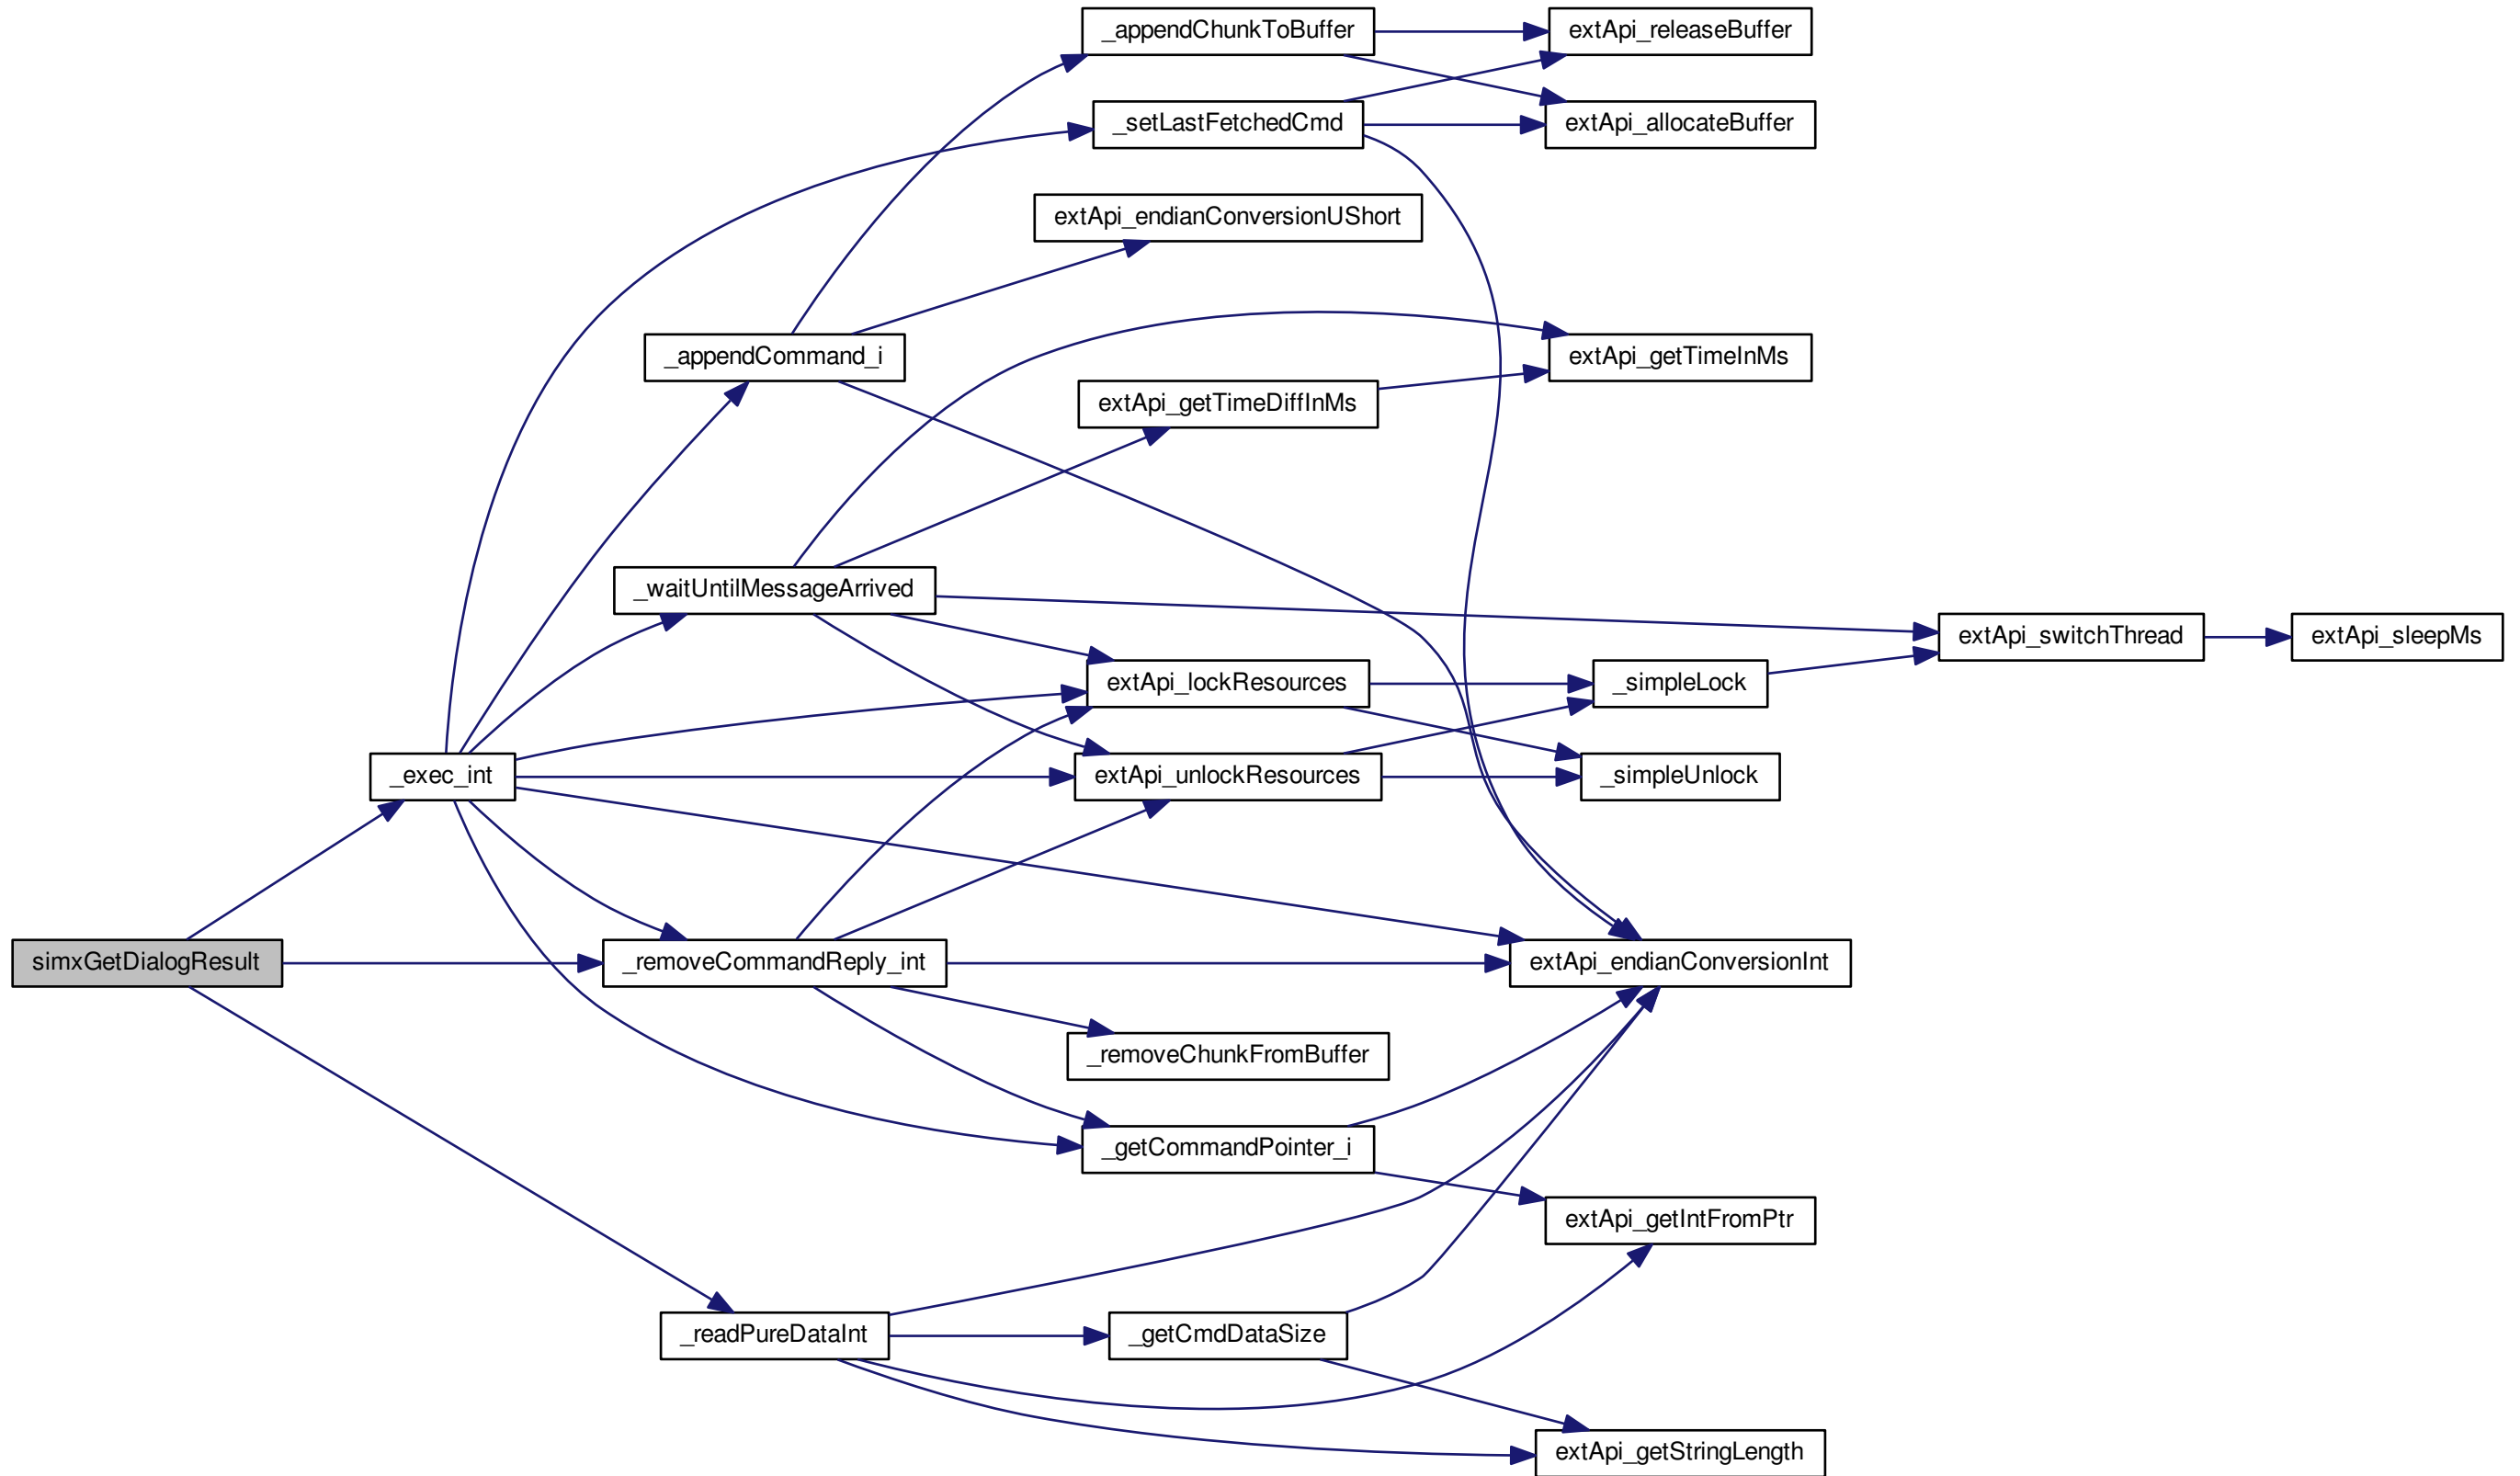 _appendChunkToBuffer
extApi_releaseBuffer
_setLastFetchedCmd
extApi_allocateBuffer
extApi_endianConversionUShort
_appendCommand_i
extApi_getTimeInMs
extApi_getTimeDiffInMs
_waitUntilMessageArrived
extApi_switchThread
extApi_sleepMs
extApi_lockResources
_simpleLock
_exec_int
extApi_unlockResources
_simpleUnlock
simxGetDialogResult
_removeCommandReply_int
extApi_endianConversionInt
_removeChunkFromBuffer
_getCommandPointer_i
extApi_getIntFromPtr
_readPureDataInt
_getCmdDataSize
extApi_getStringLength